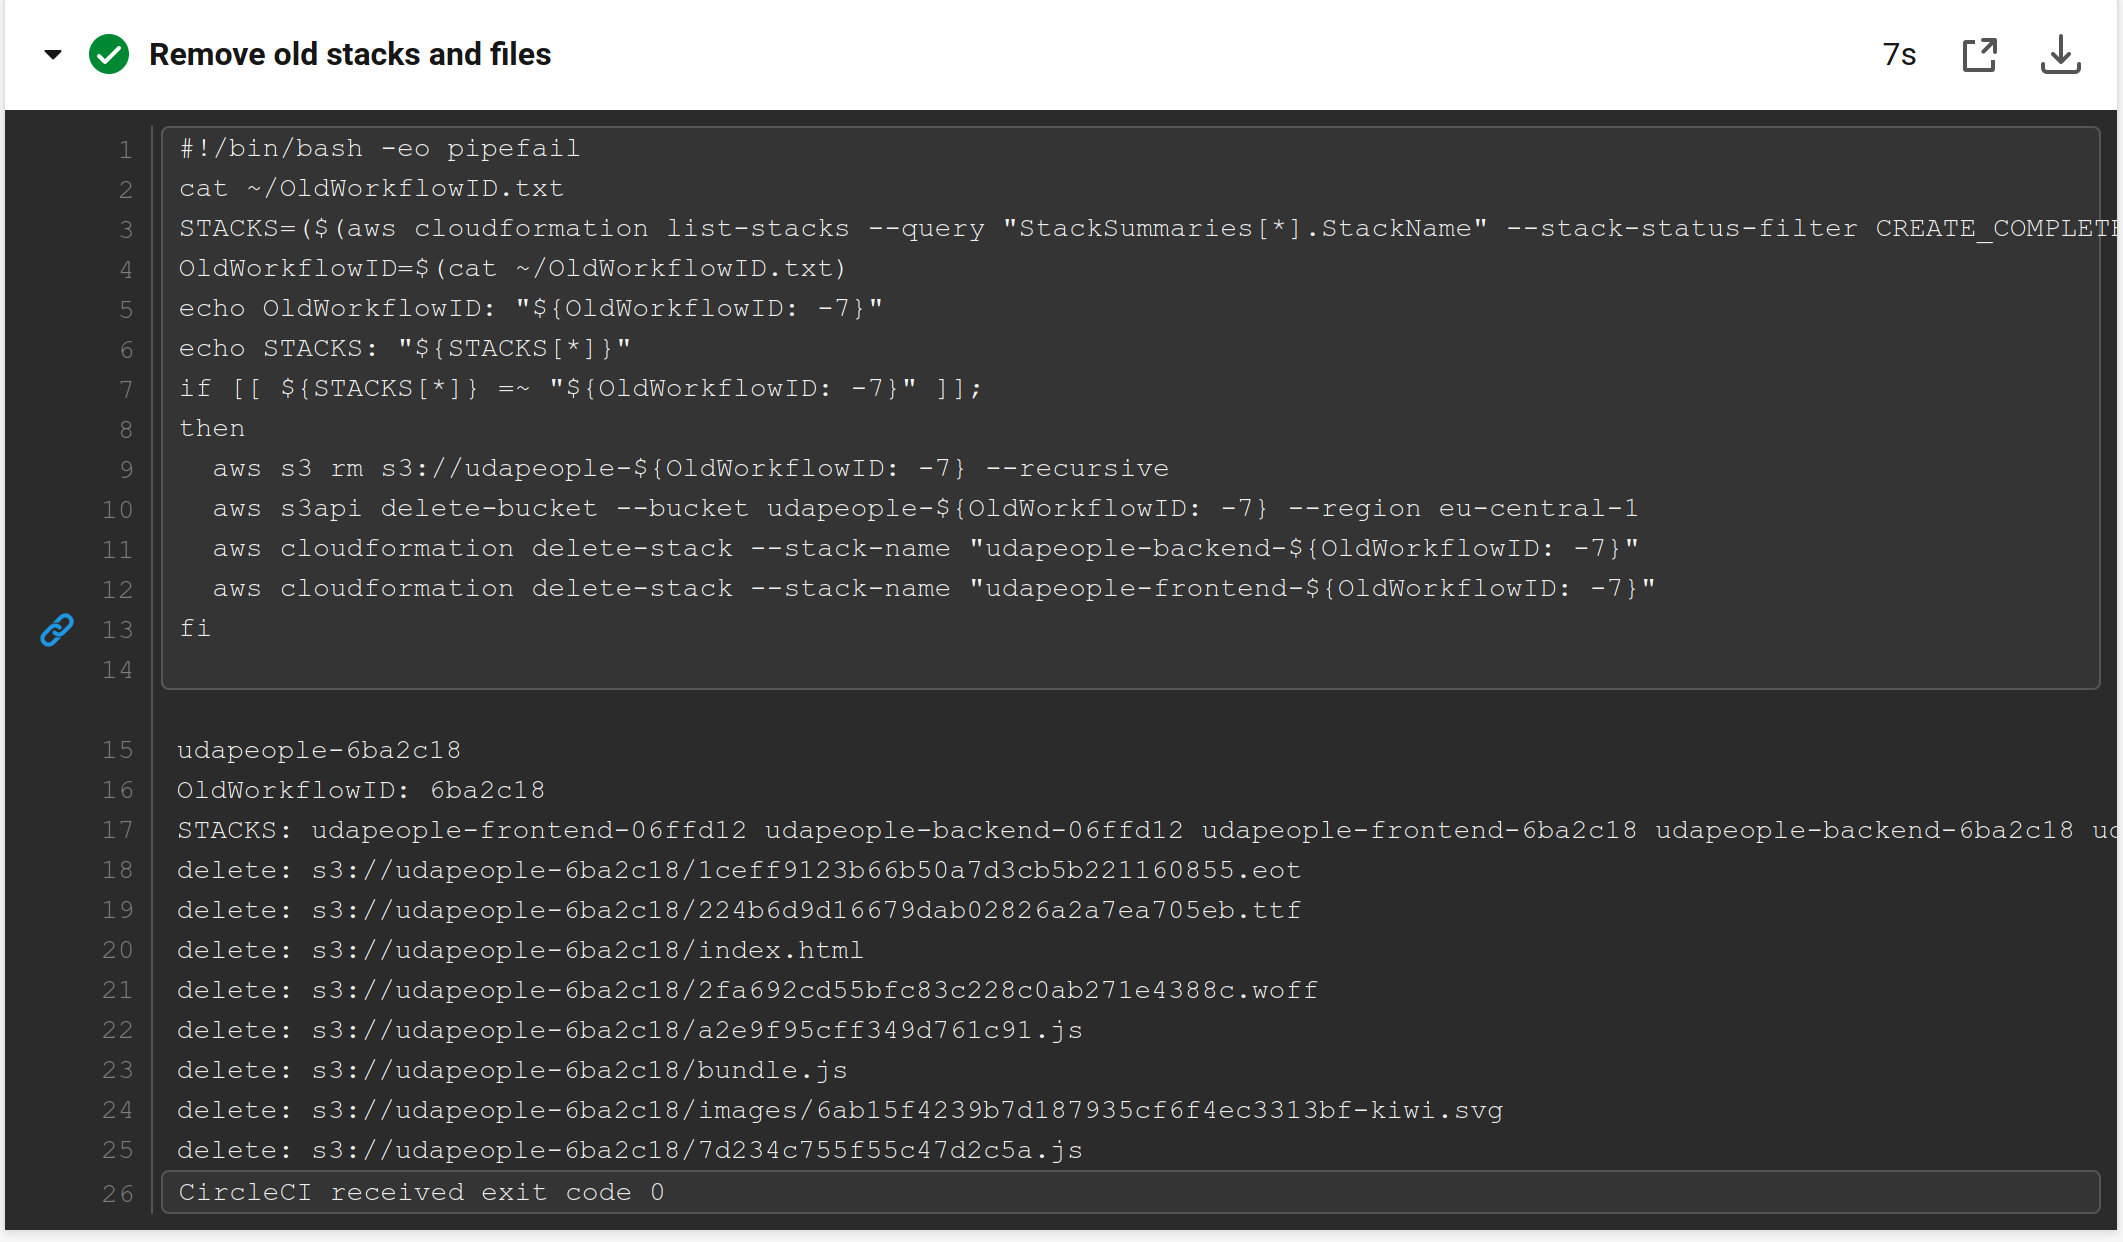 Remove old stacks and files 7s
1 #!/bin/bash -eo pipefail
2 cat ~/OldWorkflowID.txt
3 STACKS=($(aws cloudformation list-stacks --query "StackSummaries[*].StackName" --stack-status-filter CREATE_COMPLETE
4 OldWorkflowID=$(cat ~/OldWorkflowID.txt)
5 echo OldWorkflowID: "${OldWorkflowID: -7}"
6 echo STACKS: "${STACKS[*]}"
7 if [[ ${STACKS[*]} =~ "${OldWorkflowID: -7}" ]];
8 then
9   aws s3 rm s3://udapeople-${OldWorkflowID: -7} --recursive
10   aws s3api delete-bucket --bucket udapeople-${OldWorkflowID: -7} --region eu-central-1
11   aws cloudformation delete-stack --stack-name "udapeople-backend-${OldWorkflowID: -7}"
12   aws cloudformation delete-stack --stack-name "udapeople-frontend-${OldWorkflowID: -7}"
13 fi
14
15 udapeople-6ba2c18
16 OldWorkflowID: 6ba2c18
17 STACKS: udapeople-frontend-06ffd12 udapeople-backend-06ffd12 udapeople-frontend-6ba2c18 udapeople-backend-6ba2c18
18 delete: s3://udapeople-6ba2c18/1ceff9123b66b50a7d3cb5b221160855.eot
19 delete: s3://udapeople-6ba2c18/224b6d9d16679dab02826a2a7ea705eb.ttf
20 delete: s3://udapeople-6ba2c18/index.html
21 delete: s3://udapeople-6ba2c18/2fa692cd55bfc83c228c0ab271e4388c.woff
22 delete: s3://udapeople-6ba2c18/a2e9f95cff349d761c91.js
23 delete: s3://udapeople-6ba2c18/bundle.js
24 delete: s3://udapeople-6ba2c18/images/6ab15f4239b7d187935cf6f4ec3313bf-kiwi.svg
25 delete: s3://udapeople-6ba2c18/7d234c755f55c47d2c5a.js
26 CircleCI received exit code 0